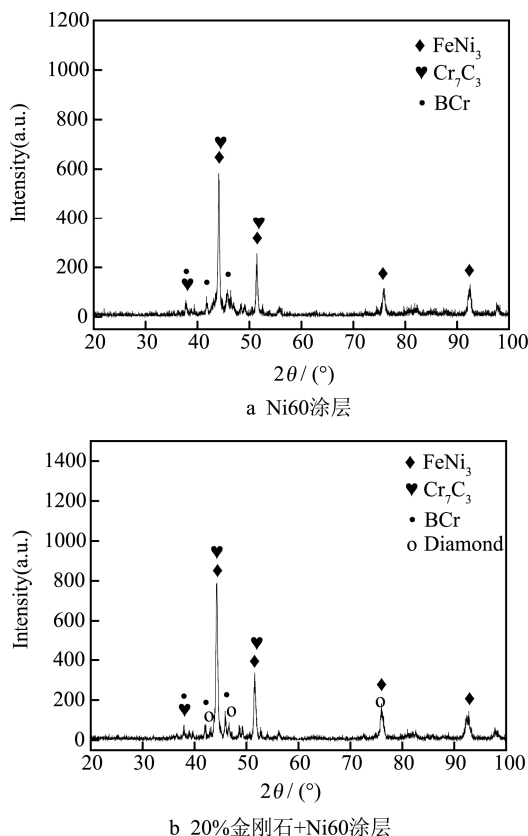 1200
1000
800
600
400
200
0
Intensity(a.u.)
♦ FeNi₃
♥ Cr₇C₃
• BCr
20 30 40 50 60 70 80 90 100
2θ / (°)
a Ni60涂层
1400
1200
1000
800
600
400
200
0
Intensity(a.u.)
♦ FeNi₃
♥ Cr₇C₃
• BCr
o Diamond
20 30 40 50 60 70 80 90 100
2θ / (°)
b 20%金刚石+Ni60涂层